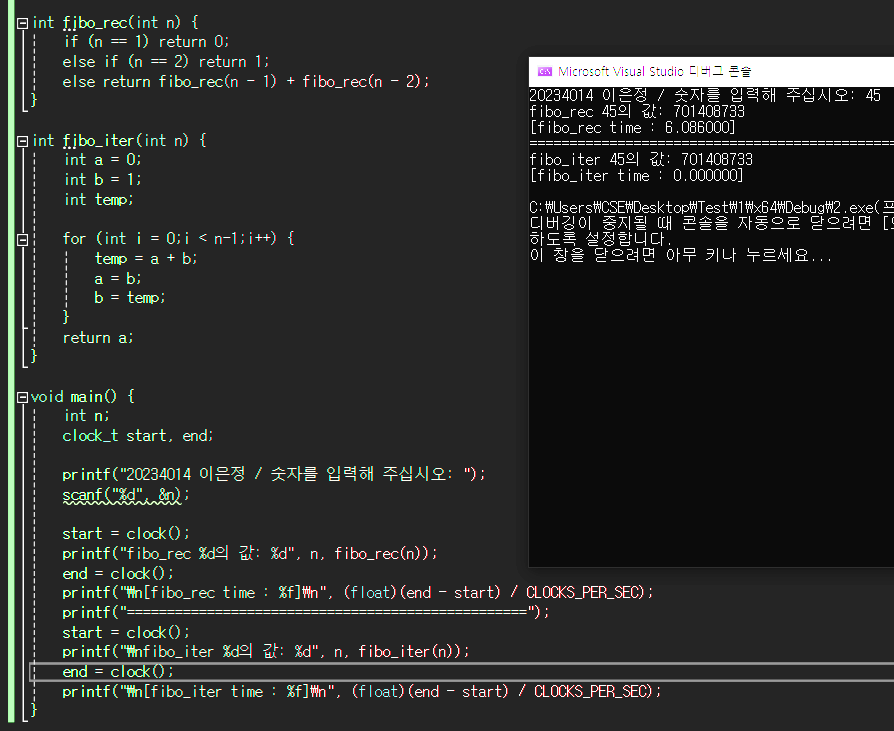 int fibo_rec(int n) {
if (n == 1) return 0;
else if (n == 2) return 1;
else return fibo_rec(n - 1) + fibo_rec(n - 2);
}
int fibo_iter(int n) {
int a = 0;
int b = 1;
int temp;
for (int i = 0;i < n-1;i++) {
temp = a + b;
a = b;
b = temp;
}
return a;
}
void main() {
int n;
clock_t start, end;
printf("20234014 이은정 / 숫자를 입력해 주십시오: ");
scanf("%d", &n);
start = clock();
printf("fibo_rec %d의 값: %d", n, fibo_rec(n));
end = clock();
printf("₩n[fibo_rec time : %f]₩n", (float)(end - start) / CLOCKS_PER_SEC);
printf("==================================================");
start = clock();
printf("₩nfibo_iter %d의 값: %d", n, fibo_iter(n));
end = clock();
printf("₩n[fibo_iter time : %f]₩n", (float)(end - start) / CLOCKS_PER_SEC);
}
Microsoft Visual Studio 디버그 콘솔
20234014 이은정 / 숫자를 입력해 주십시오: 45
fibo_rec 45의 값: 701408733
[fibo_rec time : 6.086000]
==============================================
fibo_iter 45의 값: 701408733
[fibo_iter time : 0.000000]
C:₩Users₩CSE₩Desktop₩Test₩1₩x64₩Debug₩2.exe(프
디버깅이 중지될 때 콘솔을 자동으로 닫으려면 [
하도록 설정합니다.
이 창을 닫으려면 아무 키나 누르세요...